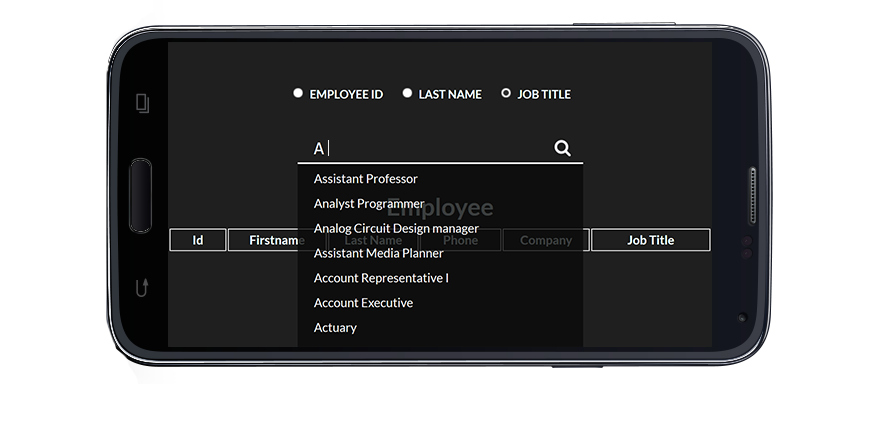 EMPLOYEE ID LAST NAME JOB TITLE
A
Assistant Professor
Analyst Programmer
Employee
Analog Circuit Design manager
Id Firstname Last Name Phone Company Job Title
Assistant Media Planner
Account Representative I
Account Executive
Actuary